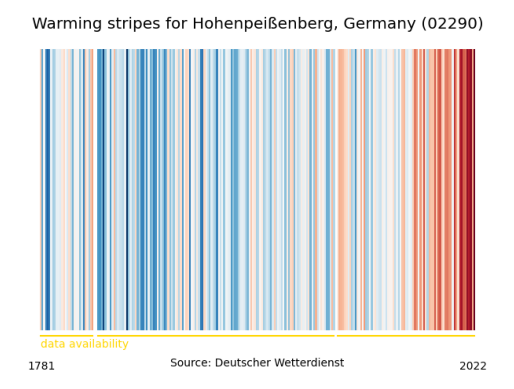 Warming stripes for Hohenpeißenberg, Germany (02290)
data availability
1781
Source: Deutscher Wetterdienst
2022